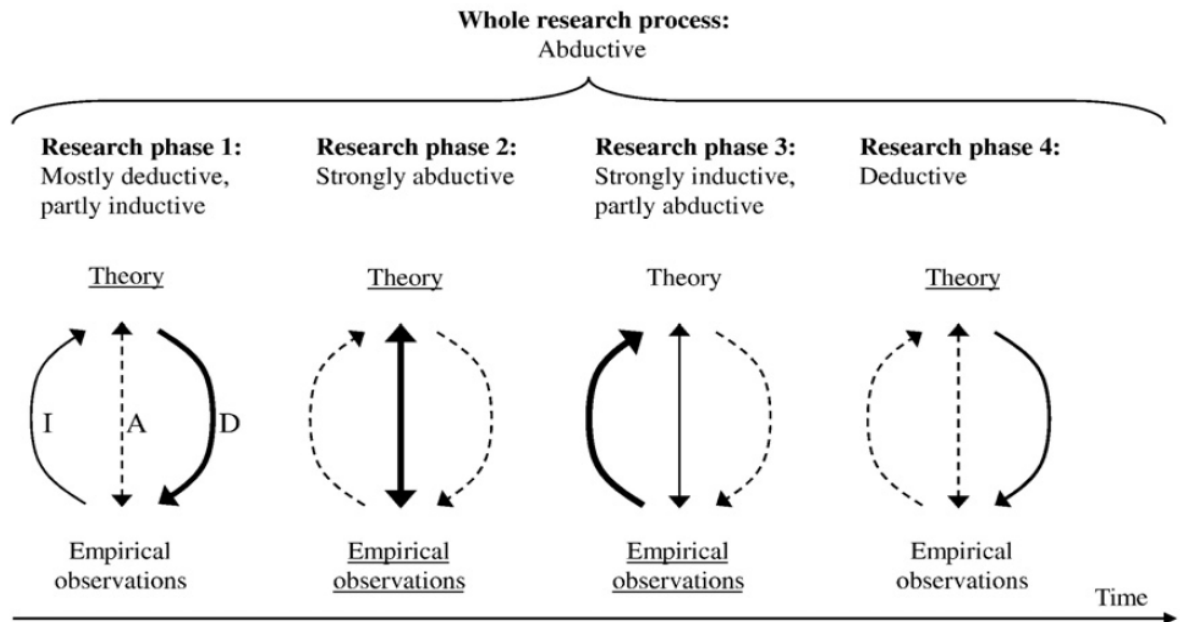 Whole research process:
Abductive
Research phase 1:
Mostly deductive,
partly inductive
Research phase 2:
Strongly abductive
Research phase 3:
Strongly inductive,
partly abductive
Research phase 4:
Deductive
Theory
Theory
Theory
Theory
I
A
D
Empirical
observations
Empirical
observations
Empirical
observations
Empirical
observations
Time